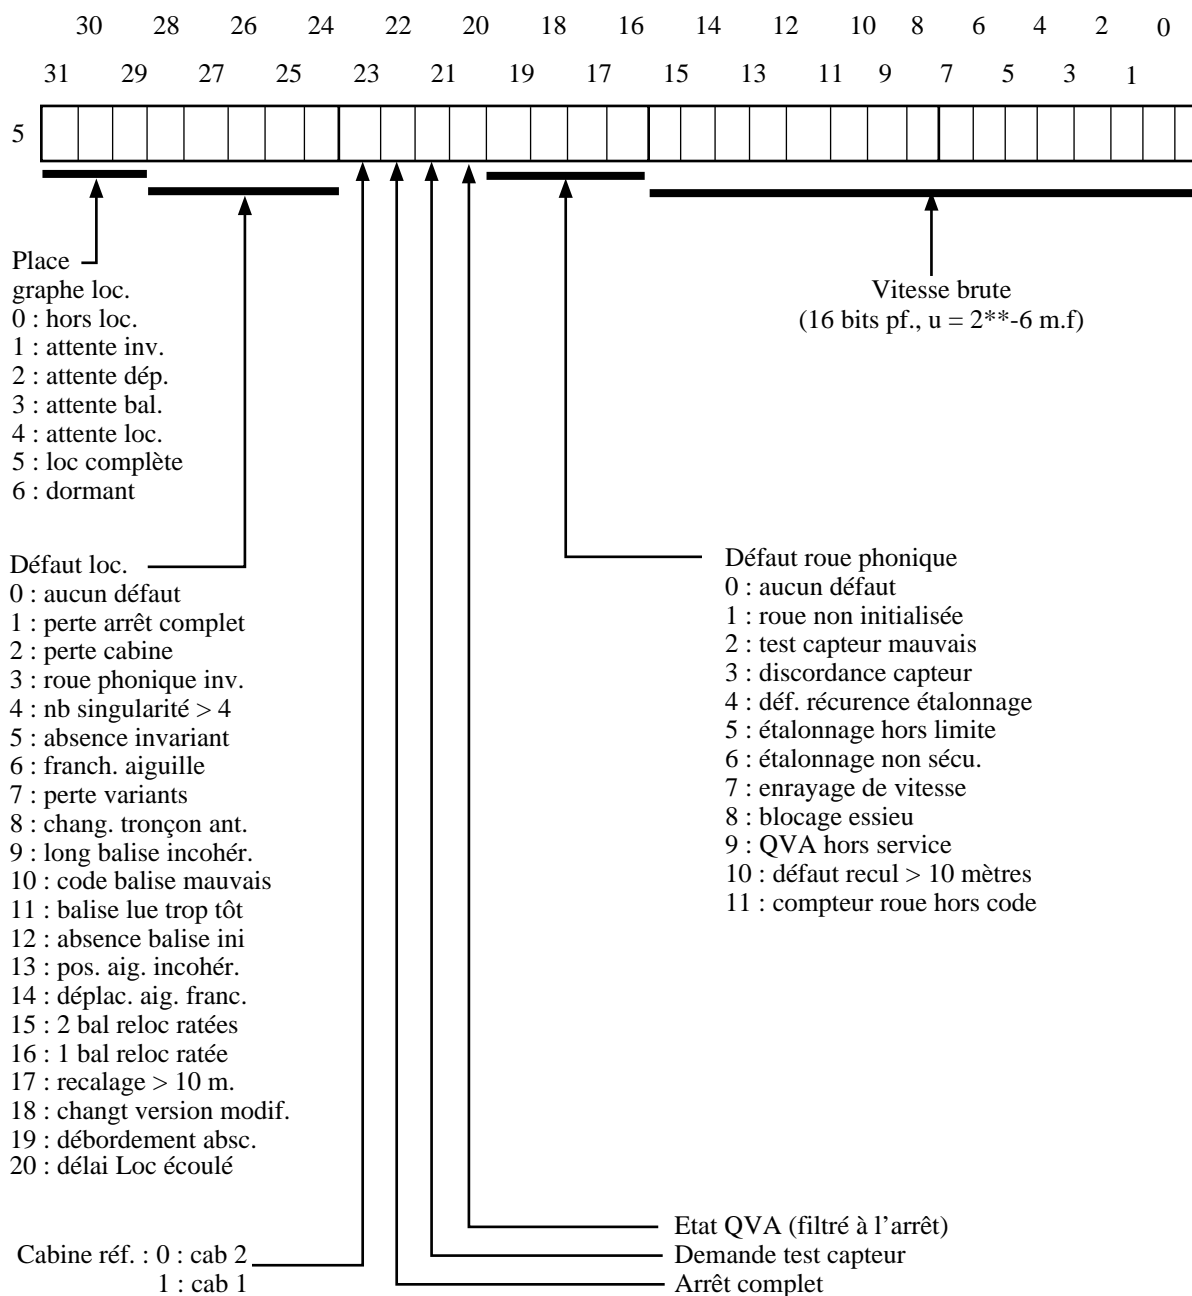 30 28 26 24 22 20 18 16 14 12 10 8 6 4 2 0
31 29 27 25 23 21 19 17 15 13 11 9 7 5 3 1
5
Place
graphe loc.
0 : hors loc.
1 : attente inv.
2 : attente dép.
3 : attente bal.
4 : attente loc.
5 : loc complète
6 : dormant
Vitesse brute
(16 bits pf., u = 2**-6 m.f)
Défaut loc.
0 : aucun défaut
1 : perte arrêt complet
2 : perte cabine
3 : roue phonique inv.
4 : nb singularité > 4
5 : absence invariant
6 : franch. aiguille
7 : perte variants
8 : chang. tronçon ant.
9 : long balise incohér.
10 : code balise mauvais
11 : balise lue trop tôt
12 : absence balise ini
13 : pos. aig. incohér.
14 : déplac. aig. franc.
15 : 2 bal reloc ratées
16 : 1 bal reloc ratée
17 : recalage > 10 m.
18 : changt version modif.
19 : débordement absc.
20 : délai Loc écoulé
Défaut roue phonique
0 : aucun défaut
1 : roue non initialisée
2 : test capteur mauvais
3 : discordance capteur
4 : déf. récurence étalonnage
5 : étalonnage hors limite
6 : étalonnage non sécu.
7 : enrayage de vitesse
8 : blocage essieu
9 : QVA hors service
10 : défaut recul > 10 mètres
11 : compteur roue hors code
Cabine réf. : 0 : cab 2
1 : cab 1
Etat QVA (filtré à l’arrêt)
Demande test capteur
Arrêt complet